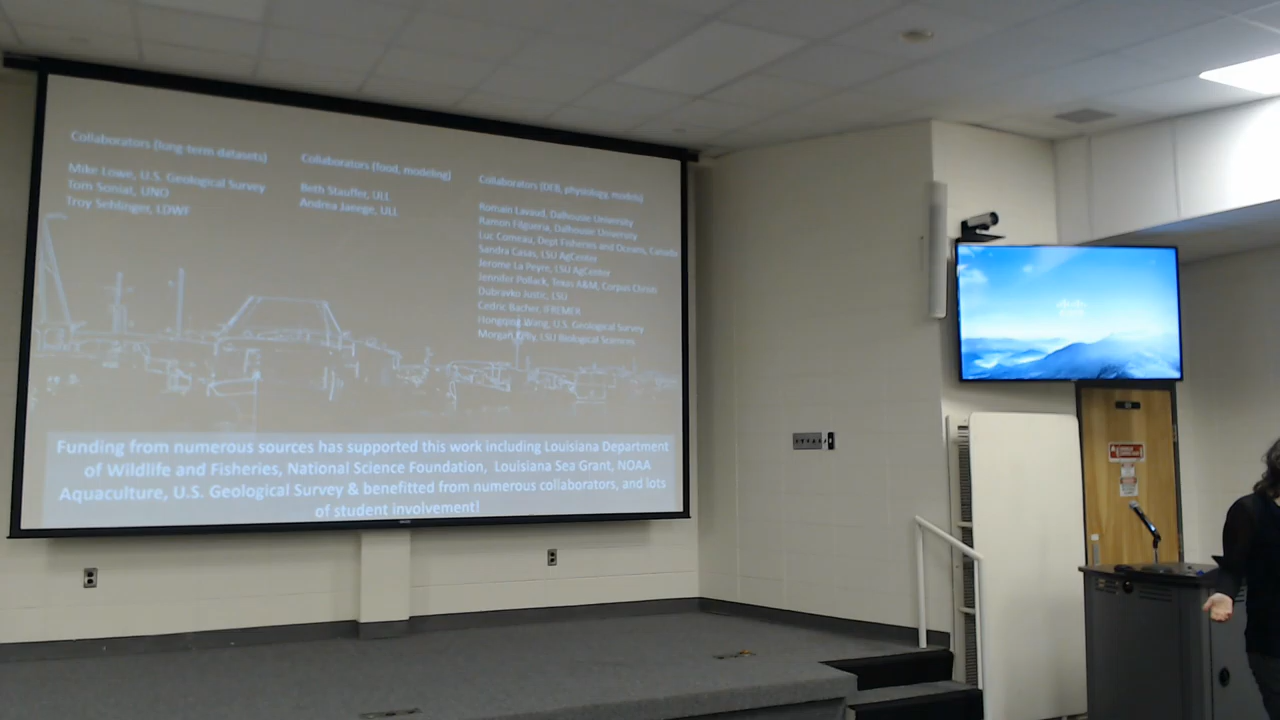 Collaborators (long-term datasets)
Mike Lowe, U.S. Geological Survey
Tom Soniat, UNO
Troy Sehlinger, LDWF
Collaborators (food, modeling)
Beth Stauffer, ULL
Andrea Jarege, ULL
Collaborators (DEB, physiology, models)
Romain Lavaud, Dalhousie University
Ramon Filgueira, Dalhousie University
Luc Comeau, Dept Fisheries and Oceans, Canada
Sandra Casas, LSU AgCenter
Jerome La Peyre, LSU AgCenter
Jennifer Pollack, Texas A&M, Corpus Christi
Dubravko Justic, LSU
Cedric Bacher, IFREMER
Hongqing Wang, U.S. Geological Survey
Morgan Kelly, LSU Biological Sciences
Funding from numerous sources has supported this work including Louisiana Department
of Wildlife and Fisheries, National Science Foundation, Louisiana Sea Grant, NOAA
Aquaculture, U.S. Geological Survey & benefitted from numerous collaborators, and lots
of student involvement!